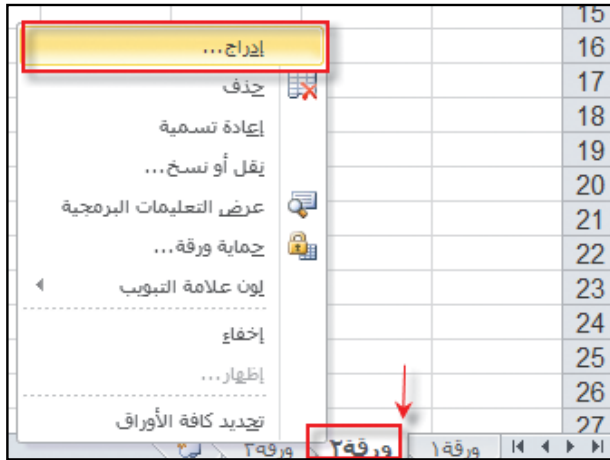 إدراج...
حذف
إعادة تسمية
نقل أو نسخ...
عرض التعليمات البرمجية
حماية ورقة...
لون علامة التبويب
إخفاء
إظهار...
تحديد كافة الأوراق
15
16
17
18
19
20
21
22
23
24
25
26
27
ورقة١ ورقة٢ ورقة٣